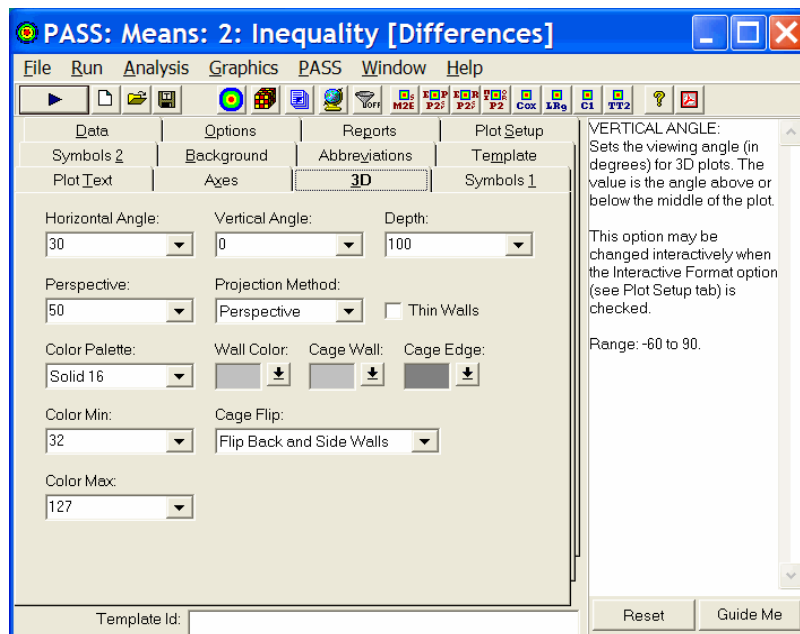 PASS: Means: 2: Inequality [Differences]
File Run Analysis Graphics PASS Window Help
OFF M2E P2 P2 P2 Cox LRg C1 TT2 ?
Data Options Reports Plot Setup
Symbols 2 Background Abbreviations Template
Plot Text Axes 3D Symbols 1
Horizontal Angle: Vertical Angle: Depth:
30 0 100
Perspective: Projection Method:
50 Perspective Thin Walls
Color Palette: Wall Color: Cage Wall: Cage Edge:
Solid 16
Color Min: Cage Flip:
32 Flip Back and Side Walls
Color Max:
127
Template Id:
VERTICAL ANGLE:
Sets the viewing angle (in
degrees) for 3D plots. The
value is the angle above or
below the middle of the plot.
This option may be
changed interactively when
the Interactive Format option
(see Plot Setup tab) is
checked.
Range: -60 to 90.
Reset Guide Me